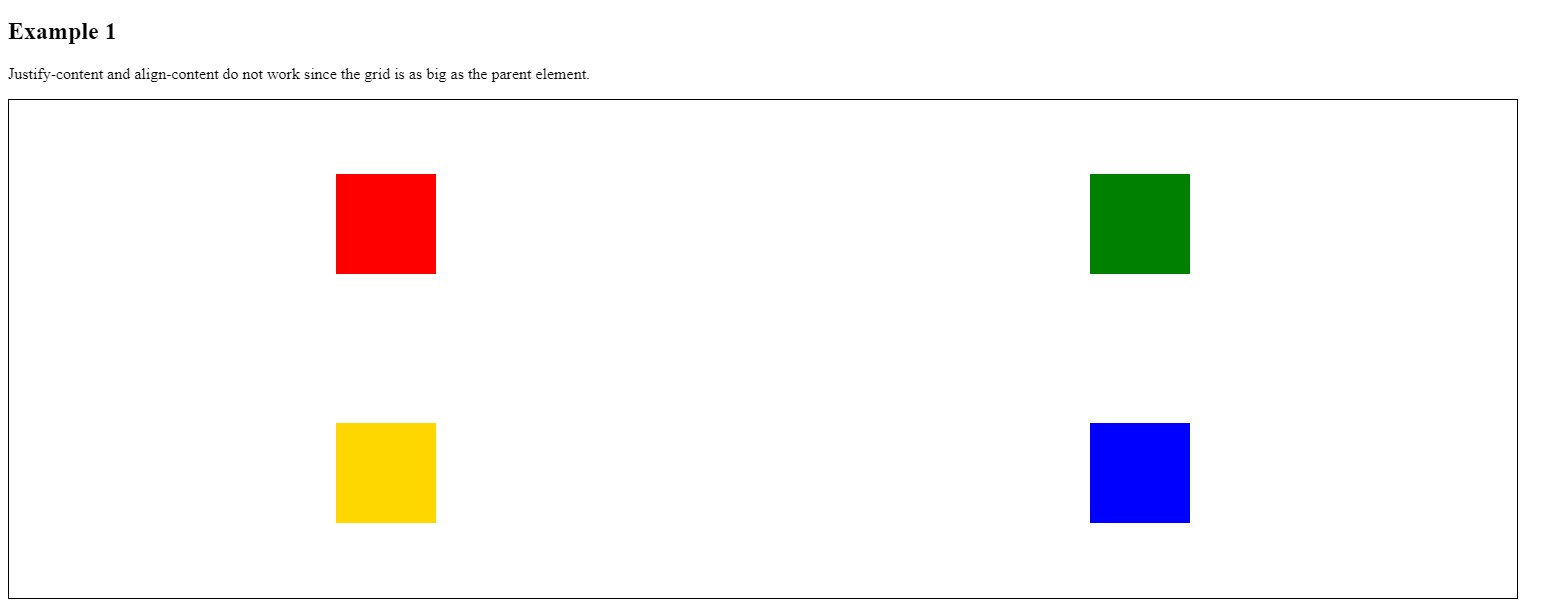 Example 1
Justify-content and align-content do not work since the grid is as big as the parent element.